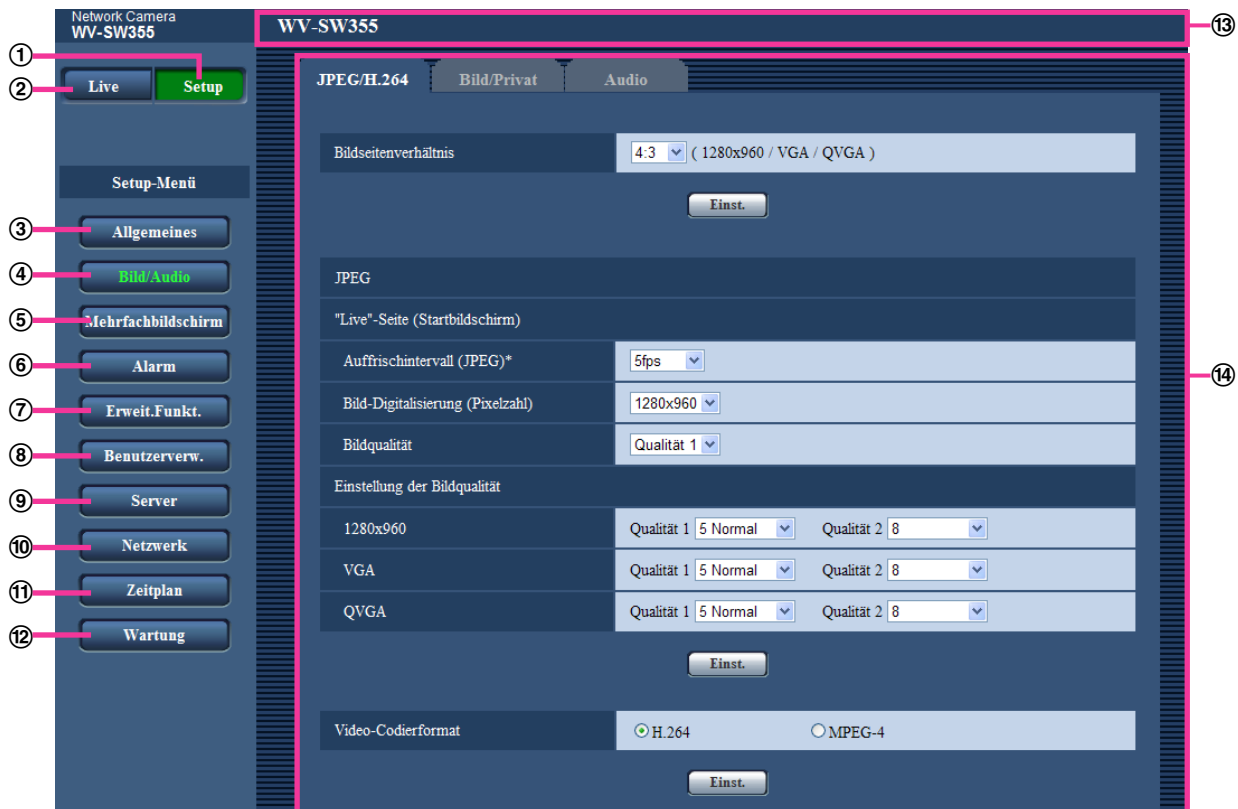 Network Camera
WV-SW355
WV-SW355
⑬
①
②
Live
Setup
JPEG/H.264
Bild/Privat
Audio
Bildseitenverhältnis
4:3 ( 1280x960 / VGA / QVGA )
Einst.
Setup-Menü
③
Allgemeines
④
Bild/Audio
⑤
Mehrfachbildschirm
⑥
Alarm
⑦
Erweit.Funkt.
⑧
Benutzerverw.
⑨
Server
⑩
Netzwerk
⑪
Zeitplan
⑫
Wartung
JPEG
"Live"-Seite (Startbildschirm)
Auffrischintervall (JPEG)*
5fps
⑭
Bild-Digitalisierung (Pixelzahl)
1280x960
Bildqualität
Qualität 1
Einstellung der Bildqualität
1280x960
Qualität 1 5 Normal Qualität 2 8
VGA
Qualität 1 5 Normal Qualität 2 8
QVGA
Qualität 1 5 Normal Qualität 2 8
Einst.
Video-Codierformat
H.264 MPEG-4
Einst.